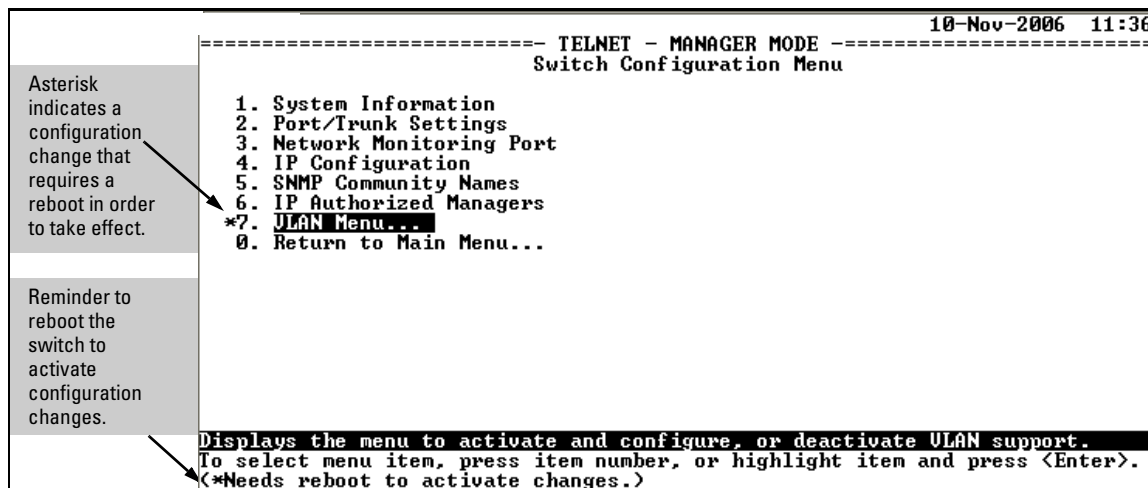 10-Nov-2006 11:36
===========================- TELNET - MANAGER MODE -=========================
Switch Configuration Menu
Asterisk
indicates a
configuration
change that
requires a
reboot in order
to take effect.
1. System Information
2. Port/Trunk Settings
3. Network Monitoring Port
4. IP Configuration
5. SNMP Community Names
6. IP Authorized Managers
*7. VLAN Menu...
0. Return to Main Menu...
Reminder to
reboot the
switch to
activate
configuration
changes.
Displays the menu to activate and configure, or deactivate VLAN support.
To select menu item, press item number, or highlight item and press <Enter>.
(*Needs reboot to activate changes.)